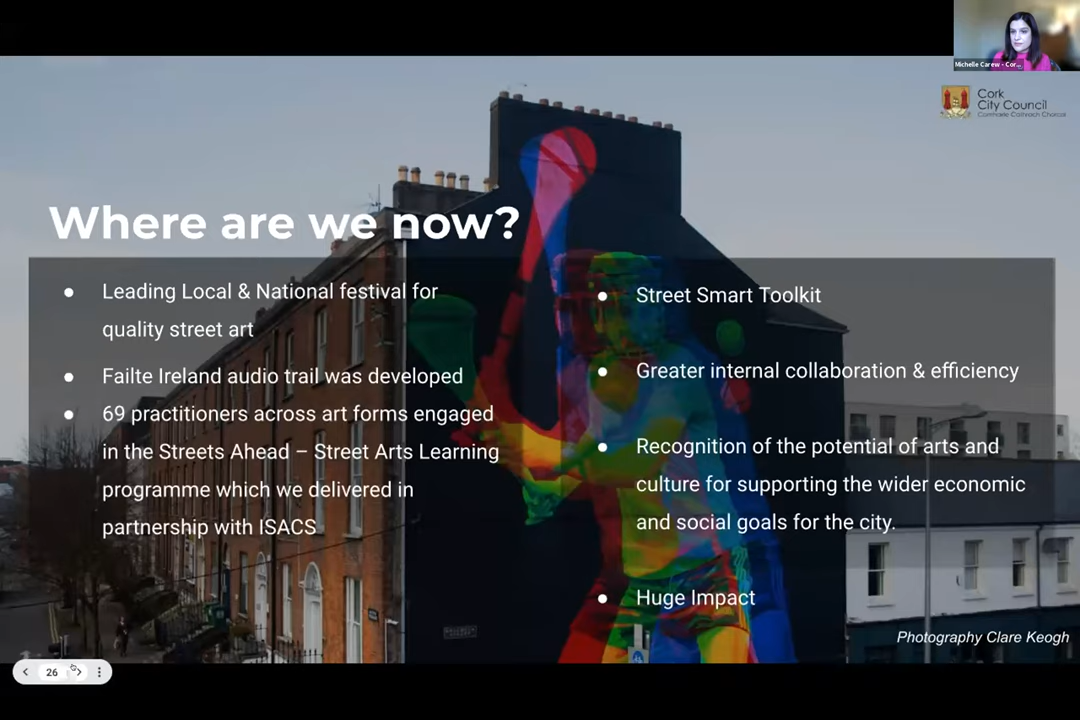 Michelle Carew - Cor...
Cork
City Council
Comhairle Cathrach Chorcaí
Where are we now?
● Leading Local & National festival for
quality street art
● Failte Ireland audio trail was developed
● 69 practitioners across art forms engaged
in the Streets Ahead – Street Arts Learning
programme which we delivered in
partnership with ISACS
● Street Smart Toolkit
● Greater internal collaboration & efficiency
● Recognition of the potential of arts and
culture for supporting the wider economic
and social goals for the city.
● Huge Impact
Photography Clare Keogh
26